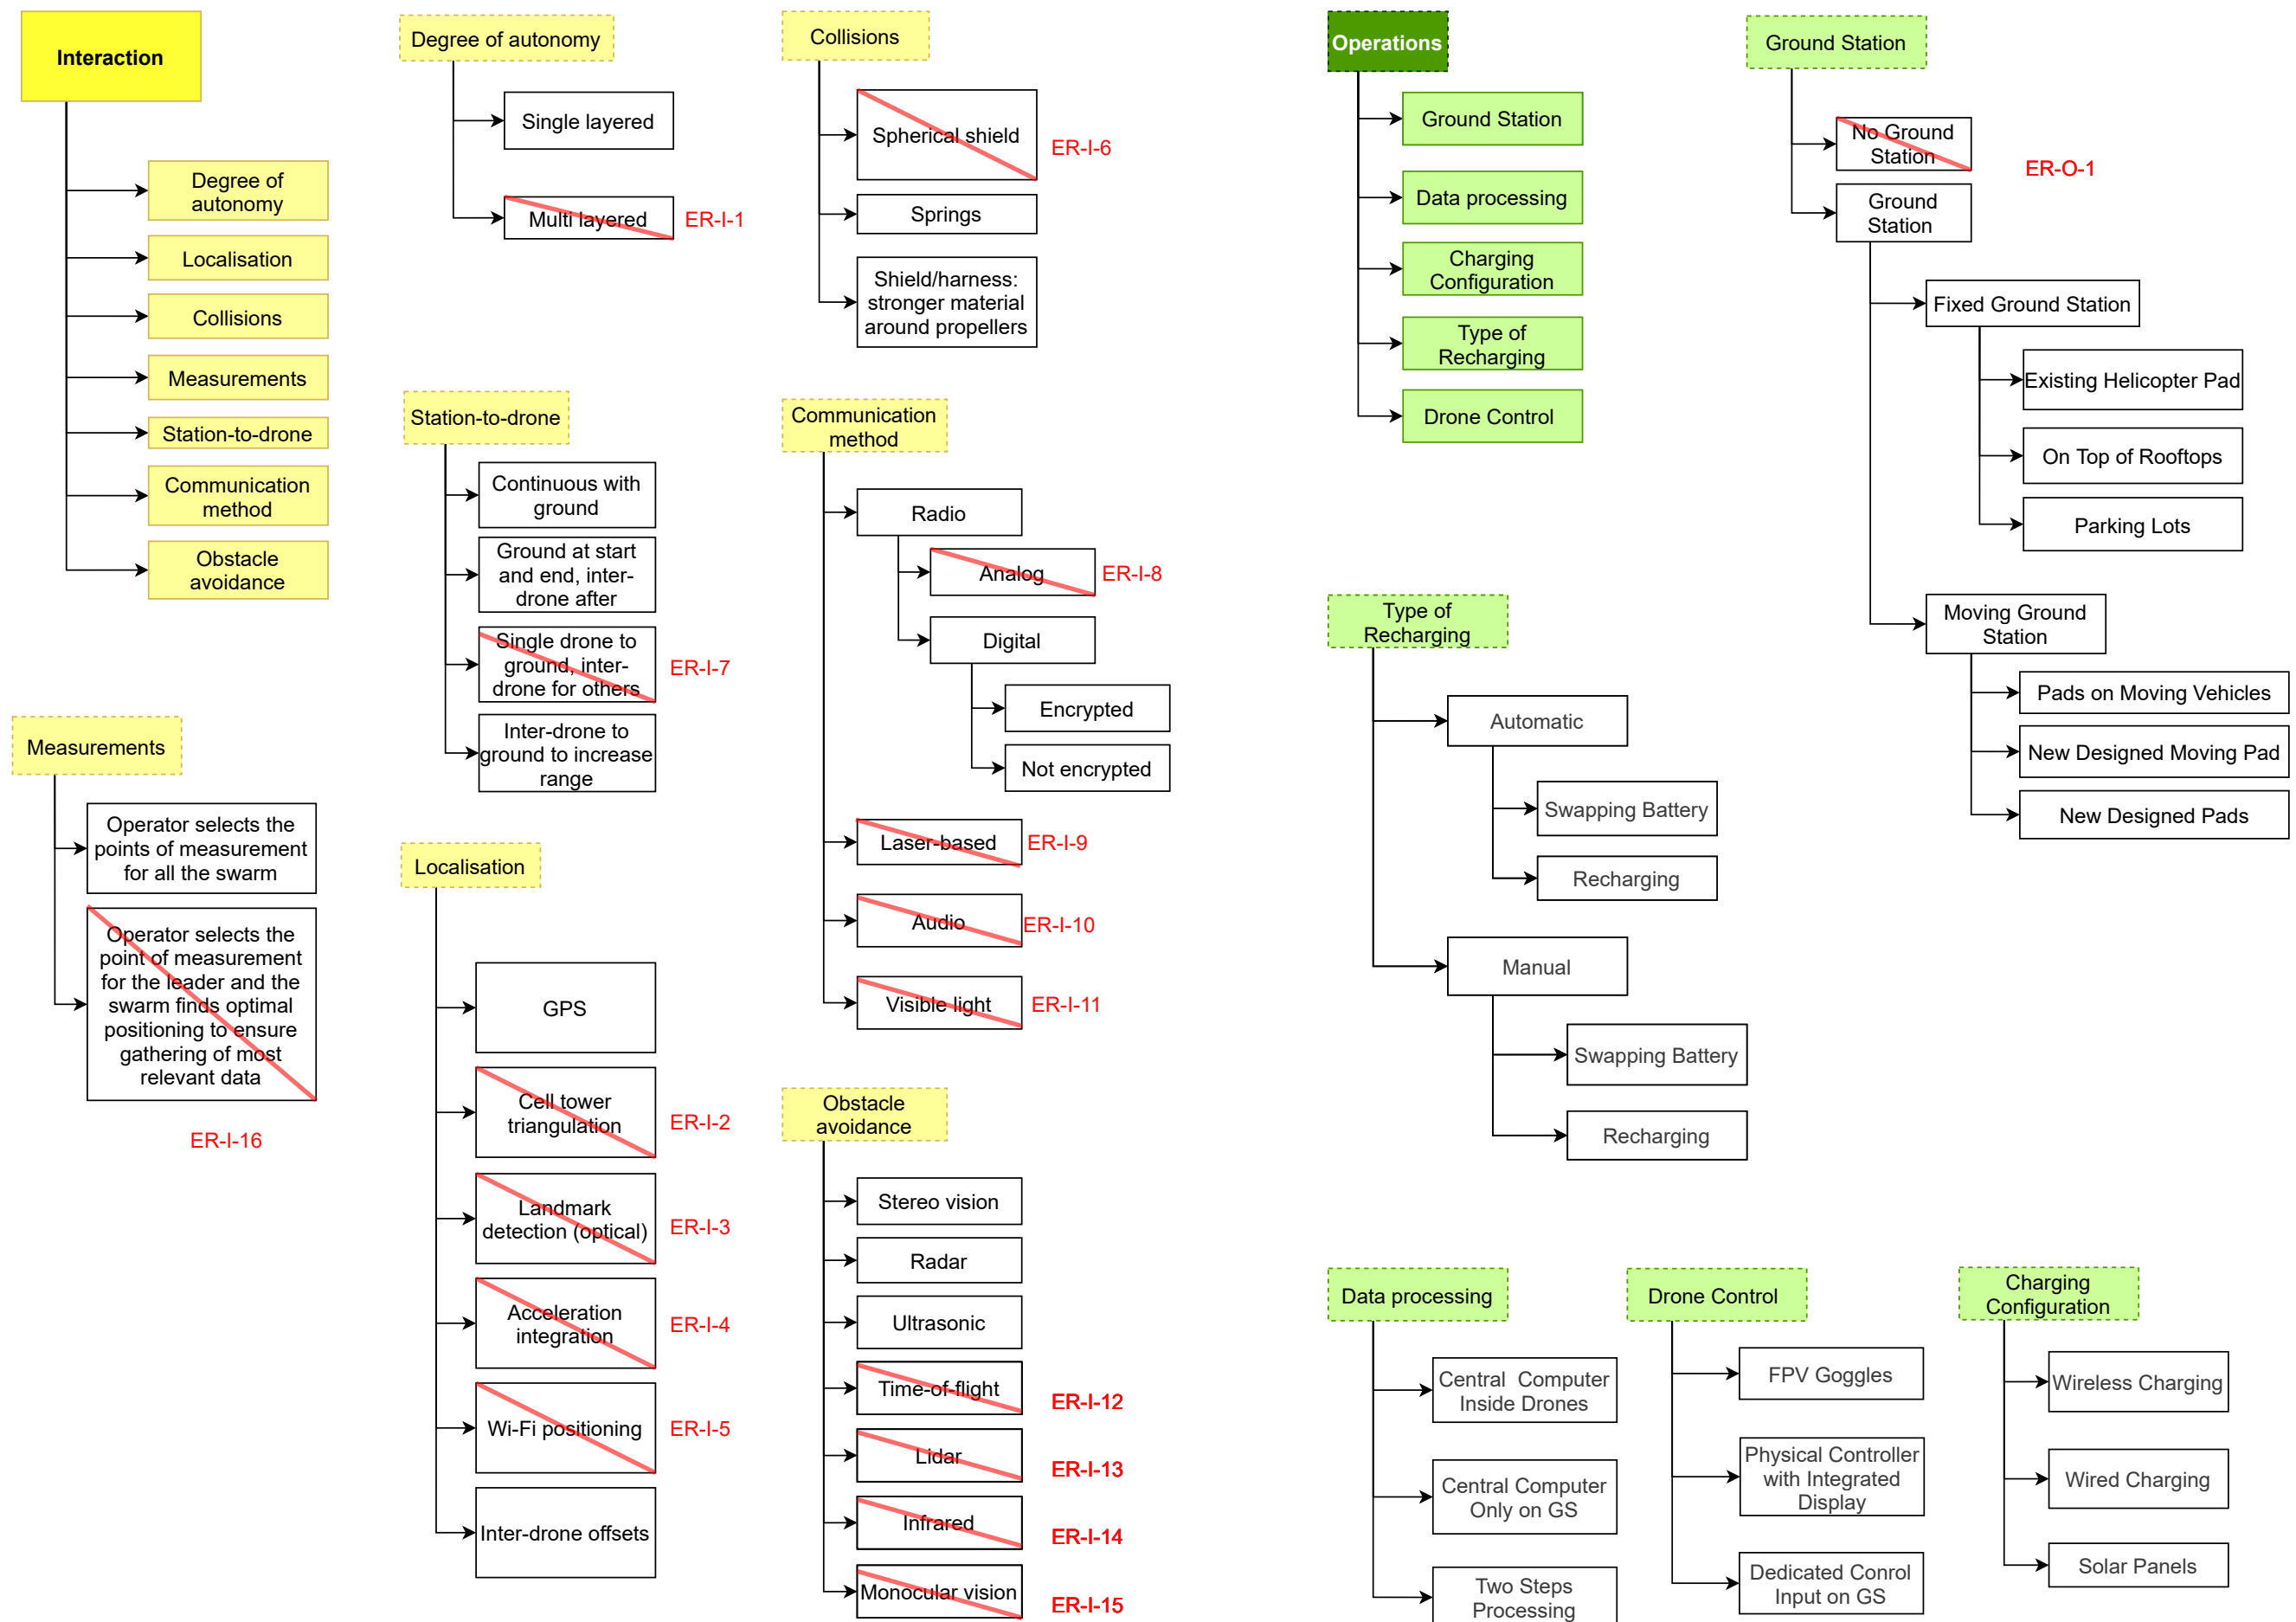 Interaction
Degree of
autonomy
Localisation
Collisions
Measurements
Station-to-drone
Communication
method
Obstacle
avoidance
Degree of autonomy
Single layered
Multi layered
ER-I-1
Collisions
Spherical shield
ER-I-6
Springs
Shield/harness:
stronger material
around propellers
Station-to-drone
Continuous with
ground
Ground at start
and end, inter-
drone after
Single drone to
ground, inter-
drone for others
ER-I-7
Inter-drone to
ground to increase
range
Communication
method
Radio
Analog
ER-I-8
Digital
Encrypted
Not encrypted
Laser-based
ER-I-9
Audio
ER-I-10
Visible light
ER-I-11
Measurements
Operator selects the
points of measurement
for all the swarm
Operator selects the
point of measurement
for the leader and the
swarm finds optimal
positioning to ensure
gathering of most
relevant data
ER-I-16
Localisation
GPS
Cell tower
triangulation
ER-I-2
Landmark
detection (optical)
ER-I-3
Acceleration
integration
ER-I-4
Wi-Fi positioning
ER-I-5
Inter-drone offsets
Obstacle
avoidance
Stereo vision
Radar
Ultrasonic
Time-of-flight
ER-I-12
Lidar
ER-I-13
Infrared
ER-I-14
Monocular vision
ER-I-15
Operations
Ground Station
Data processing
Charging
Configuration
Type of
Recharging
Drone Control
Ground Station
No Ground
Station
ER-O-1
Ground
Station
Fixed Ground Station
Existing Helicopter Pad
On Top of Rooftops
Parking Lots
Moving Ground
Station
Pads on Moving Vehicles
New Designed Moving Pad
New Designed Pads
Type of
Recharging
Automatic
Swapping Battery
Recharging
Manual
Swapping Battery
Recharging
Data processing
Central Computer
Inside Drones
Central Computer
Only on GS
Two Steps
Processing
Drone Control
FPV Goggles
Physical Controller
with Integrated
Display
Dedicated Conrol
Input on GS
Charging
Configuration
Wireless Charging
Wired Charging
Solar Panels